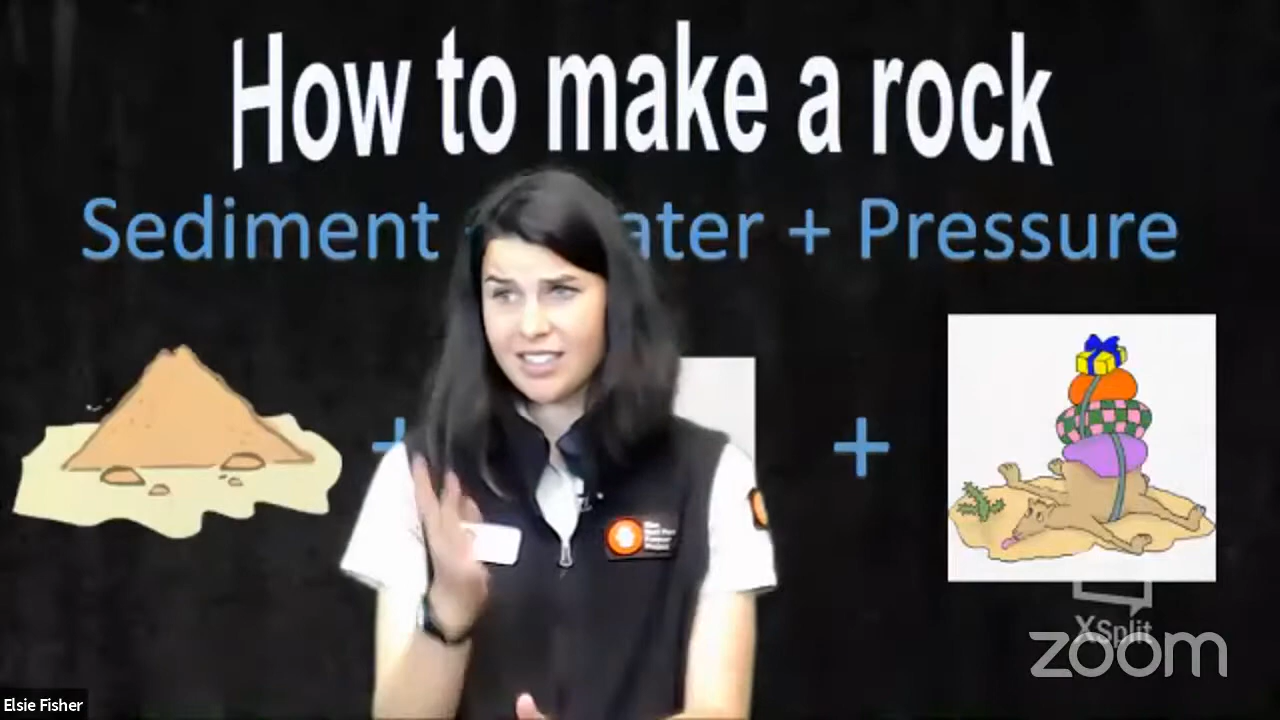 How to make a rock
Sediment ater + Pressure
+ +
XSplit
zoom
Elsie Fisher